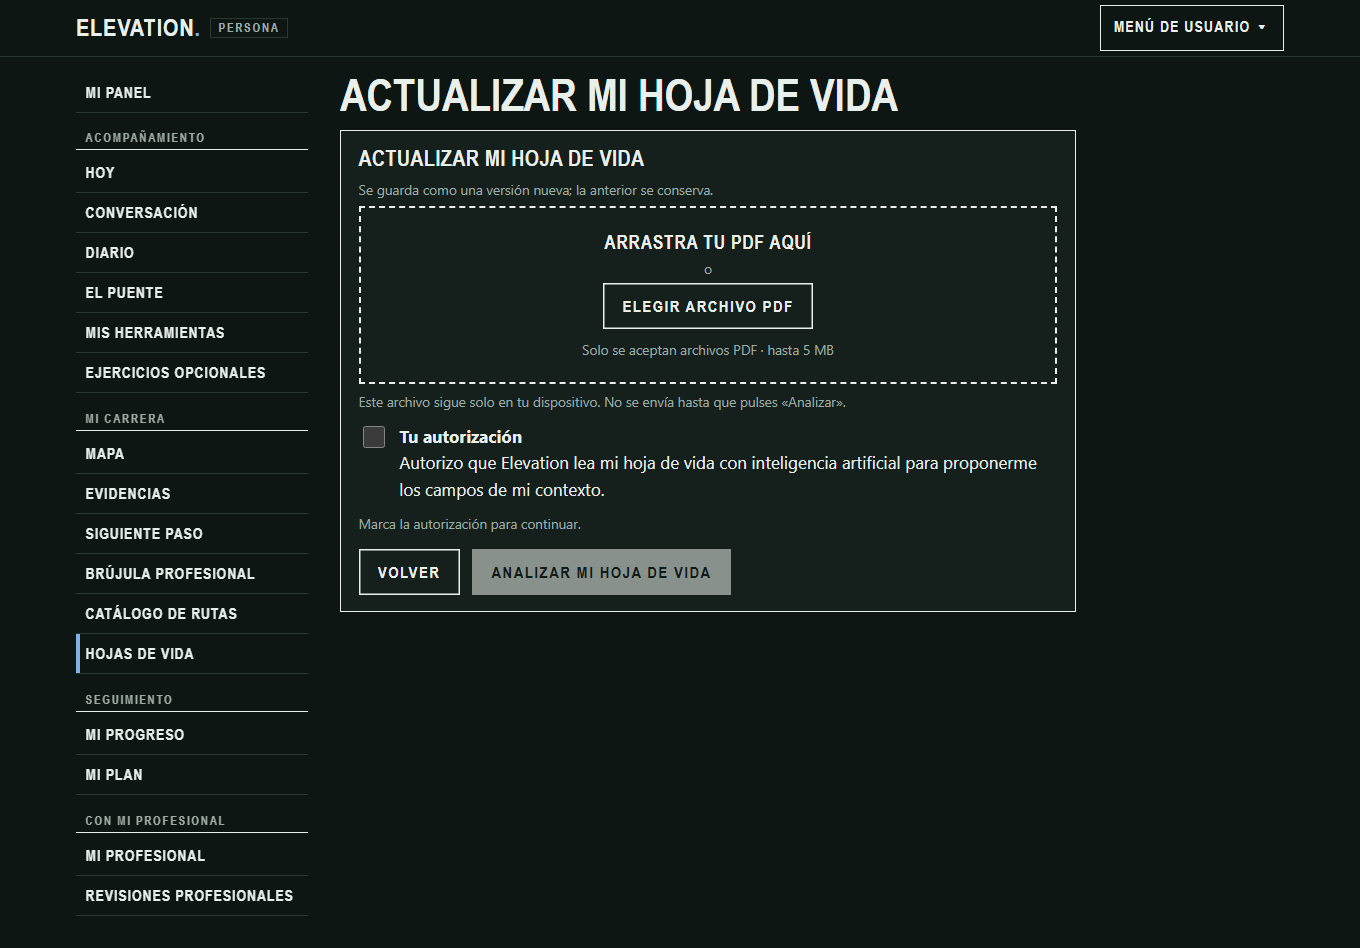 ELEVATION. PERSONA
MENÚ DE USUARIO
MI PANEL
ACOMPAÑAMIENTO
HOY
CONVERSACIÓN
DIARIO
EL PUENTE
MIS HERRAMIENTAS
EJERCICIOS OPCIONALES
MI CARRERA
MAPA
EVIDENCIAS
SIGUIENTE PASO
BRÚJULA PROFESIONAL
CATÁLOGO DE RUTAS
HOJAS DE VIDA
SEGUIMIENTO
MI PROGRESO
MI PLAN
CON MI PROFESIONAL
MI PROFESIONAL
REVISIONES PROFESIONALES
ACTUALIZAR MI HOJA DE VIDA
ACTUALIZAR MI HOJA DE VIDA
Se guarda como una versión nueva; la anterior se conserva.
ARRASTRA TU PDF AQUÍ
o
ELEGIR ARCHIVO PDF
Solo se aceptan archivos PDF · hasta 5 MB
Este archivo sigue solo en tu dispositivo. No se envía hasta que pulses «Analizar».
Tu autorización
Autorizo que Elevation lea mi hoja de vida con inteligencia artificial para proponerme
los campos de mi contexto.
Marca la autorización para continuar.
VOLVER
ANALIZAR MI HOJA DE VIDA